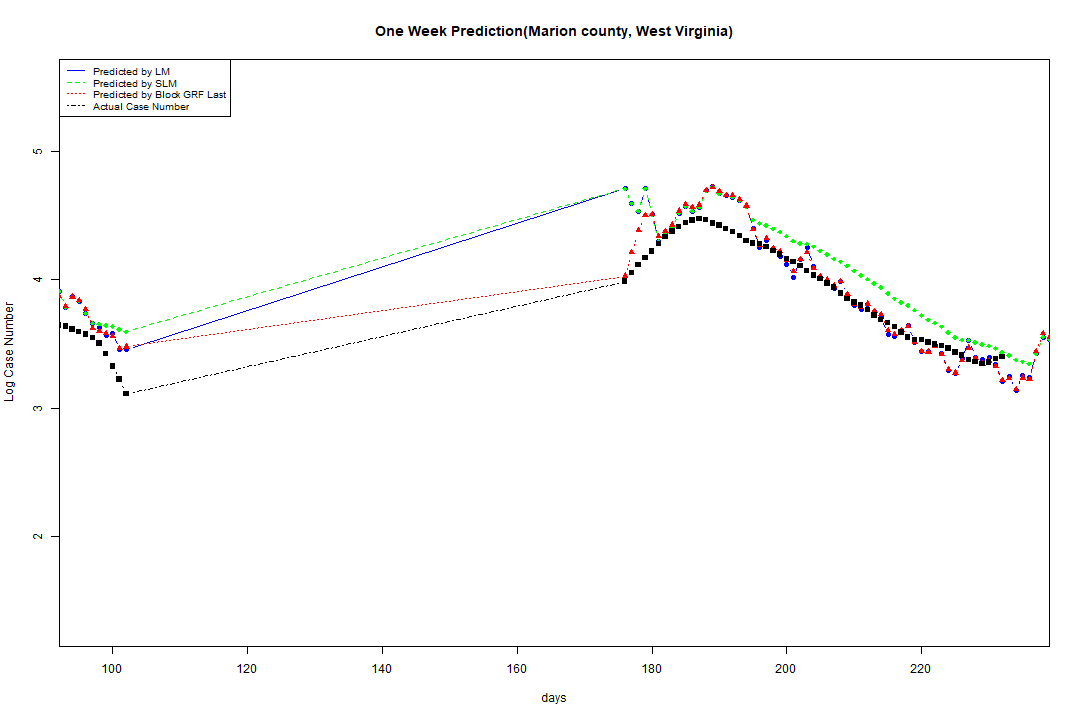 One Week Prediction(Marion county, West Virginia)
Predicted by LM
Predicted by SLM
Predicted by Block GRF Last
Actual Case Number
5
4
3
2
Log Case Number
100 120 140 160 180 200 220
days